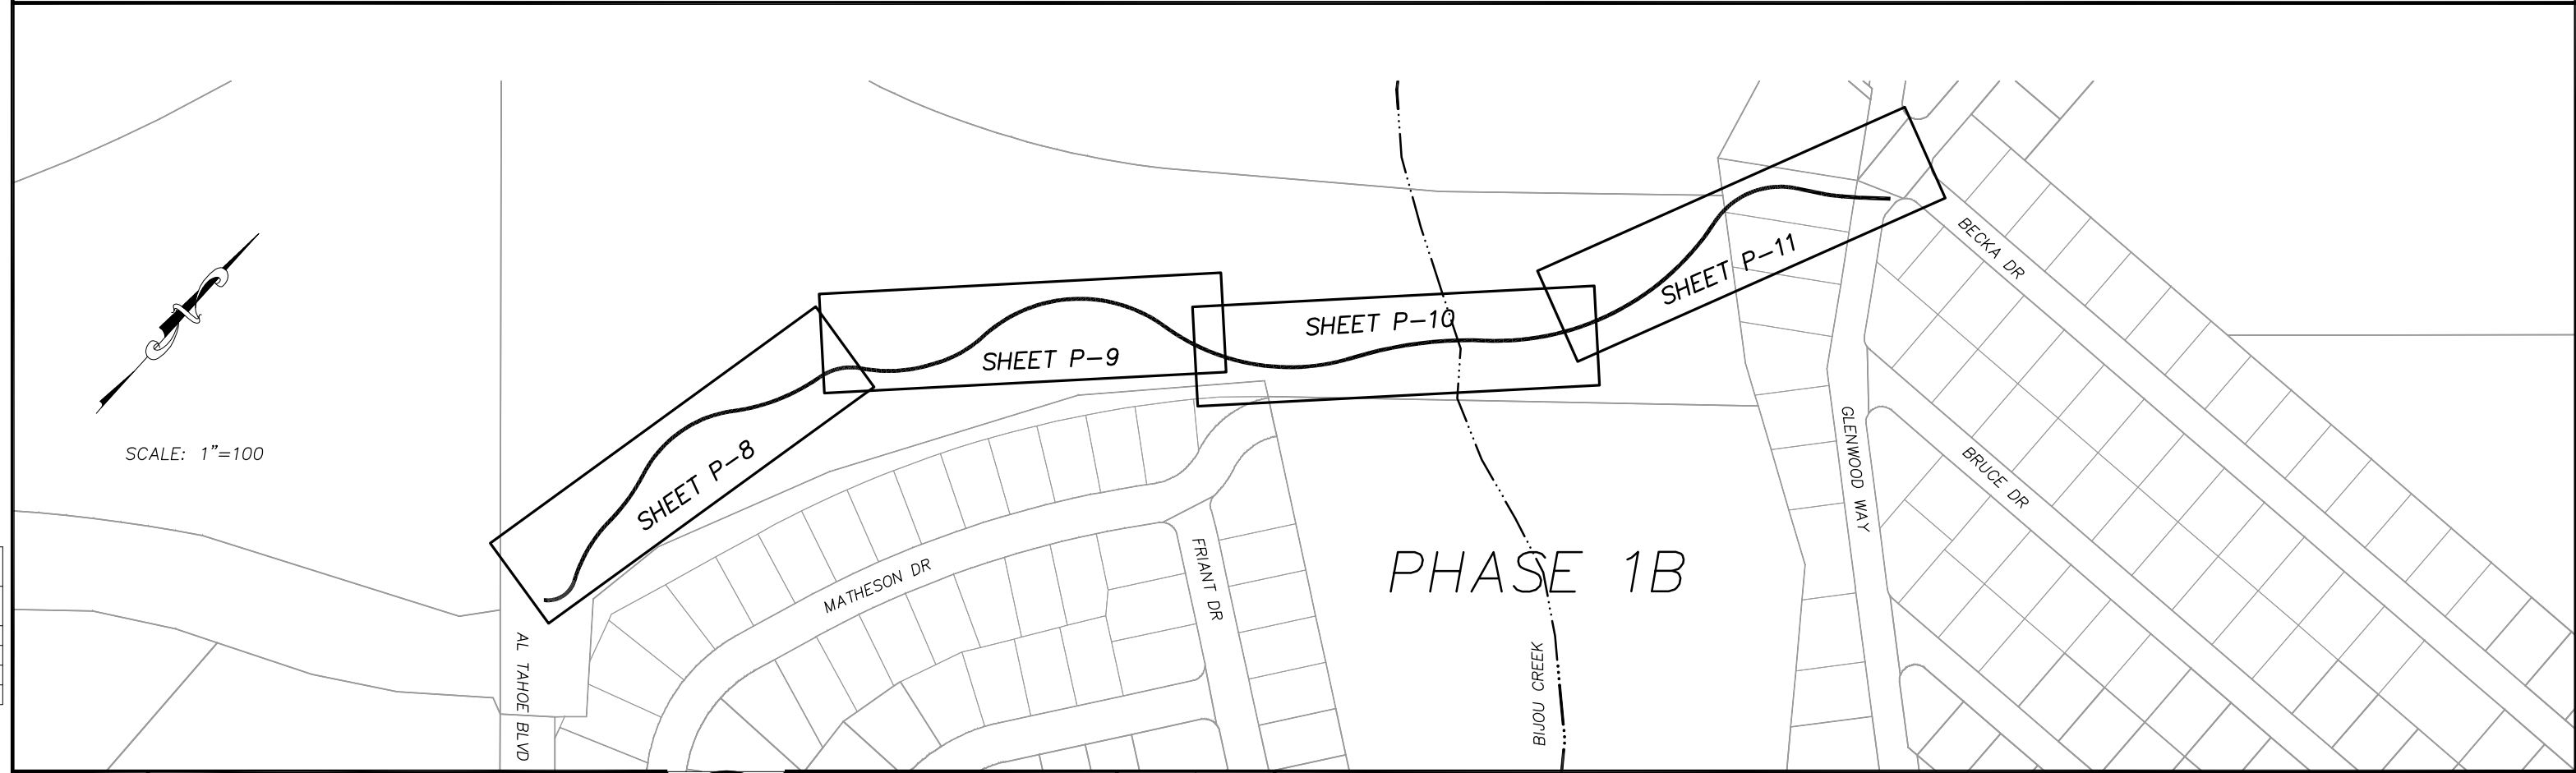 SCALE: 1"=100
SHEET P-8
SHEET P-9
SHEET P-10
SHEET P-11
BECKA DR
BRUCE DR
GLENWOOD WAY
MATHESON DR
FRIANT DR
PHASE 1B
AL TAHOE BLVD
BIJOU CREEK